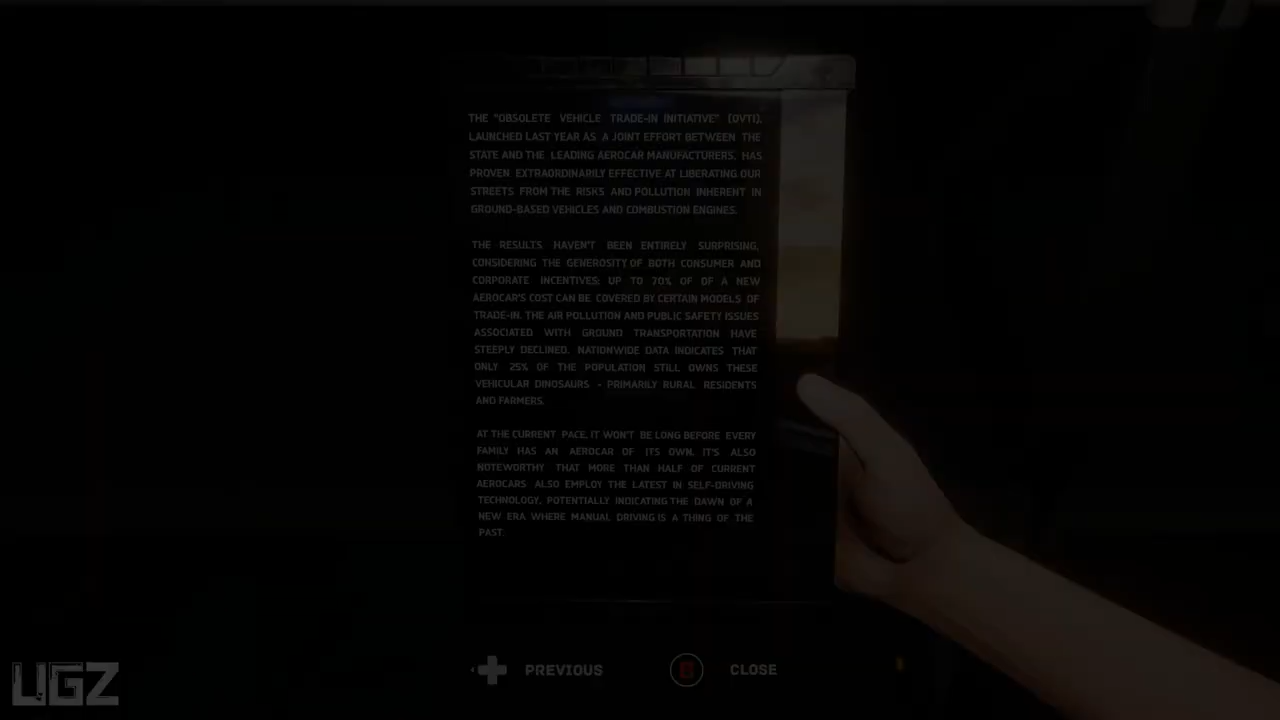 THE "OBSOLETE VEHICLE TRADE-IN INITIATIVE" (OVTI),
LAUNCHED LAST YEAR AS A JOINT EFFORT BETWEEN THE
STATE AND THE LEADING AEROCAR MANUFACTURERS, HAS
PROVEN EXTRAORDINARILY EFFECTIVE AT LIBERATING OUR
STREETS FROM THE RISKS AND POLLUTION INHERENT IN
GROUND-BASED VEHICLES AND COMBUSTION ENGINES.
THE RESULTS HAVEN'T BEEN ENTIRELY SURPRISING,
CONSIDERING THE GENEROSITY OF BOTH CONSUMER AND
CORPORATE INCENTIVES; UP TO 70% OF OF A NEW
AEROCAR'S COST CAN BE COVERED BY CERTAIN MODELS OF
TRADE-IN. THE AIR POLLUTION AND PUBLIC SAFETY ISSUES
ASSOCIATED WITH GROUND TRANSPORTATION HAVE
STEEPLY DECLINED. NATIONWIDE DATA INDICATES THAT
ONLY 25% OF THE POPULATION STILL OWNS THESE
VEHICULAR DINOSAURS - PRIMARILY RURAL RESIDENTS
AND FARMERS.
AT THE CURRENT PACE, IT WON'T BE LONG BEFORE EVERY
FAMILY HAS AN AEROCAR OF ITS OWN. IT'S ALSO
NOTEWORTHY THAT MORE THAN HALF OF CURRENT
AEROCARS ALSO EMPLOY THE LATEST IN SELF-DRIVING
TECHNOLOGY, POTENTIALLY INDICATING THE DAWN OF A
NEW ERA WHERE MANUAL DRIVING IS A THING OF THE
PAST.
PREVIOUS
B CLOSE
UGZ